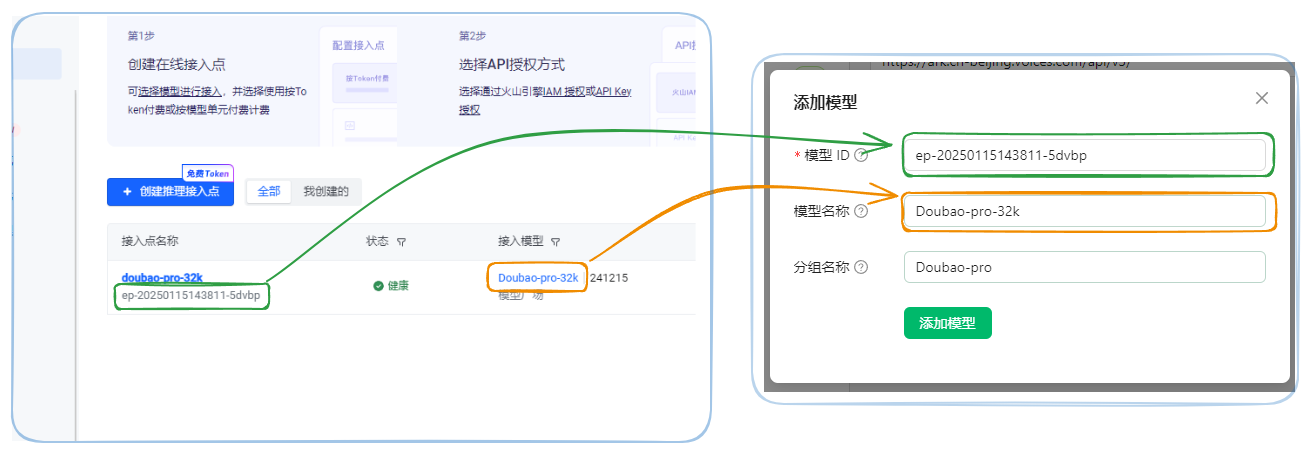 第1步
创建在线接入点
可选择模型进行接入，并选择使用按To
ken付费或按模型单元付费计费
配置接入点
按Token付费
第2步
选择API授权方式
选择通过火山引擎IAM 授权或API Key
授权
API
火山IAM
API Key
免费Token
+ 创建推理接入点
全部
我创建的
接入点名称
状态
接入模型
doubao-pro-32k
ep-20250115143811-5dvbp
健康
Doubao-pro-32k
241215
模型广场
https://ark.cn-beijing.voices.com/api/v3/
添加模型
* 模型 ID
ep-20250115143811-5dvbp
模型名称
Doubao-pro-32k
分组名称
Doubao-pro
添加模型